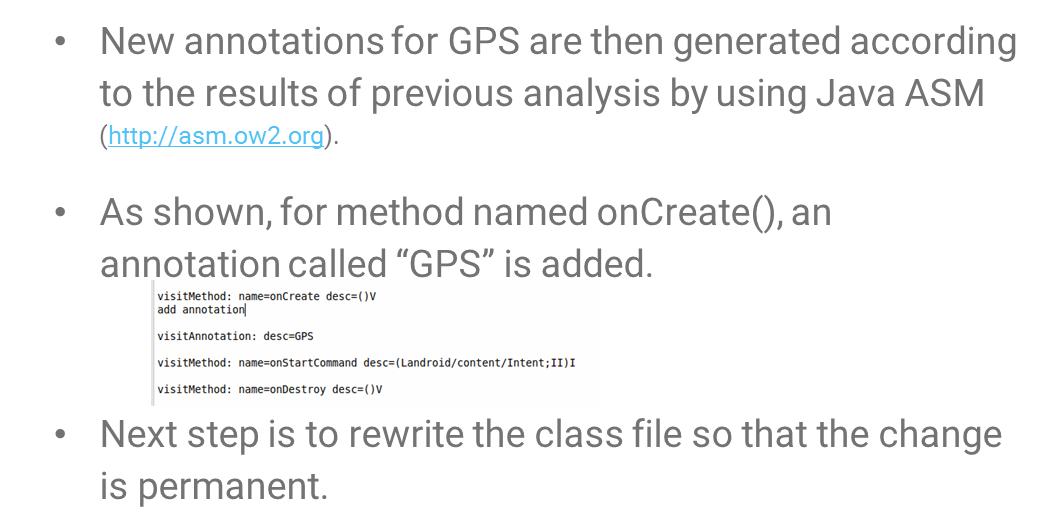 • New annotations for GPS are then generated according
to the results of previous analysis by using Java ASM
(http://asm.ow2.org).
• As shown, for method named onCreate(), an
annotation called “GPS” is added.
visitMethod: name=onCreate desc=()V
add annotation
visitAnnotation: desc=GPS
visitMethod: name=onStartCommand desc=(Landroid/content/Intent;II)I
visitMethod: name=onDestroy desc=()V
• Next step is to rewrite the class file so that the change
is permanent.